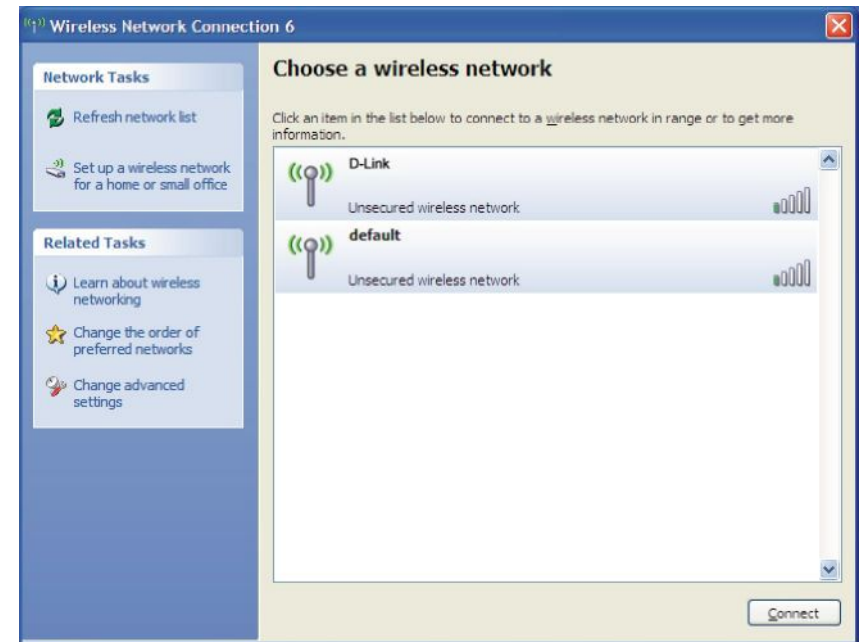 Wireless Network Connection 6
Network Tasks
Refresh network list
Set up a wireless network
for a home or small office
Related Tasks
Learn about wireless
networking
Change the order of
preferred networks
Change advanced
settings
Choose a wireless network
Click an item in the list below to connect to a wireless network in range or to get more
information.
D-Link
Unsecured wireless network
default
Unsecured wireless network
Connect